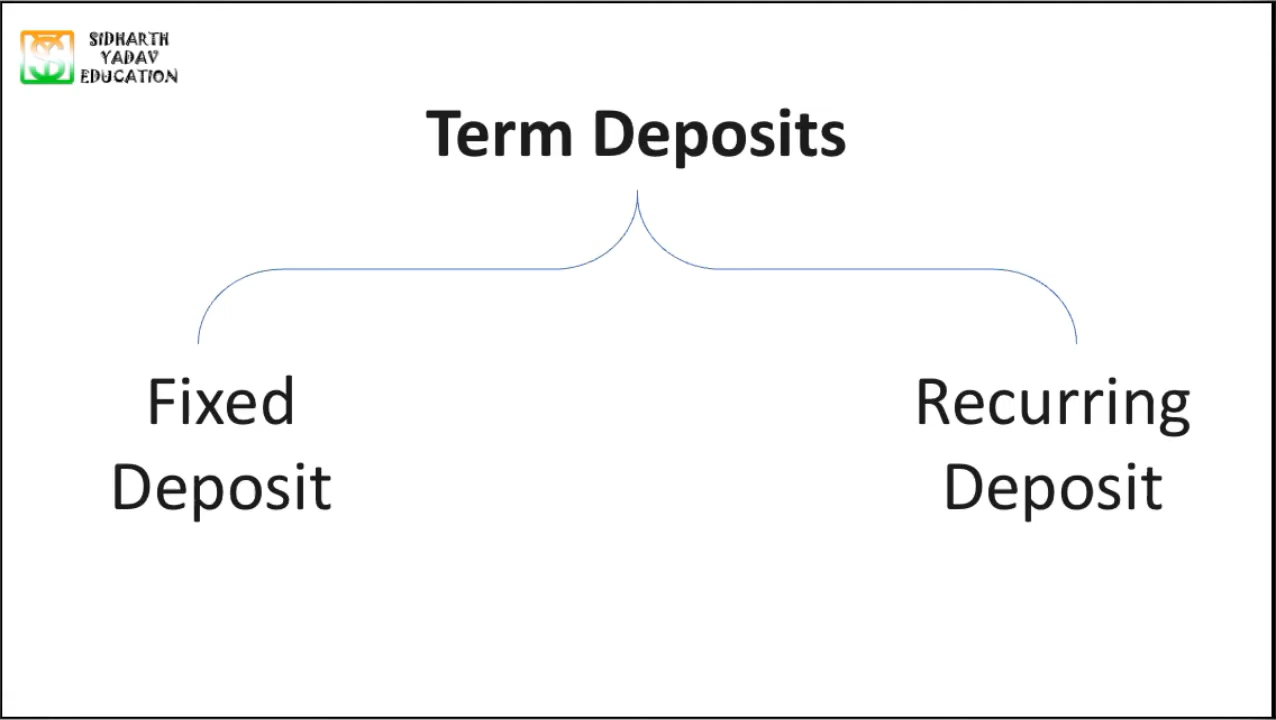 SIDHARTH
YADAV
EDUCATION
Term Deposits
Fixed
Deposit
Recurring
Deposit